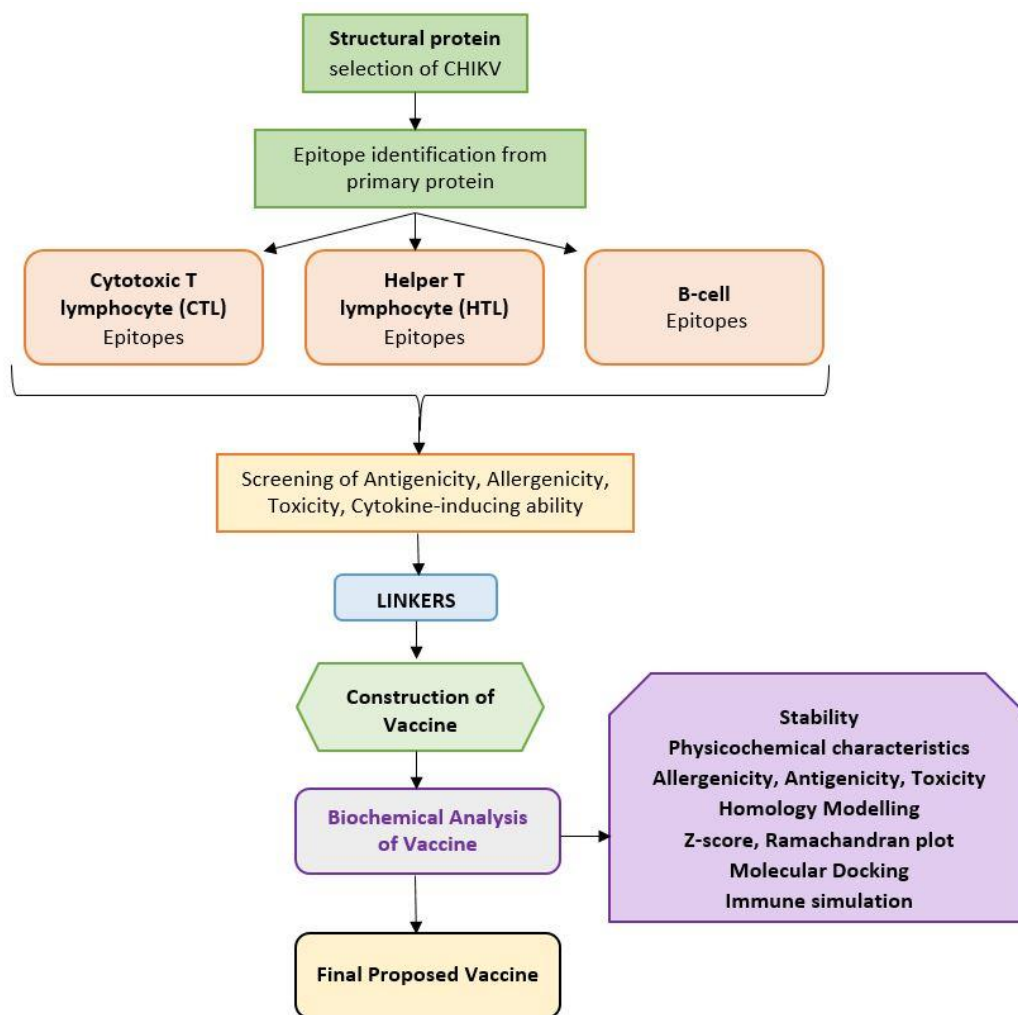 Structural protein
selection of CHIKV
Epitope identification from
primary protein
Cytotoxic T
lymphocyte (CTL)
Epitopes
Helper T
lymphocyte (HTL)
Epitopes
B-cell
Epitopes
Screening of Antigenicity, Allergenicity,
Toxicity, Cytokine-inducing ability
LINKERS
Construction of
Vaccine
Biochemical Analysis
of Vaccine
Stability
Physicochemical characteristics
Allergenicity, Antigenicity, Toxicity
Homology Modelling
Z-score, Ramachandran plot
Molecular Docking
Immune simulation
Final Proposed Vaccine